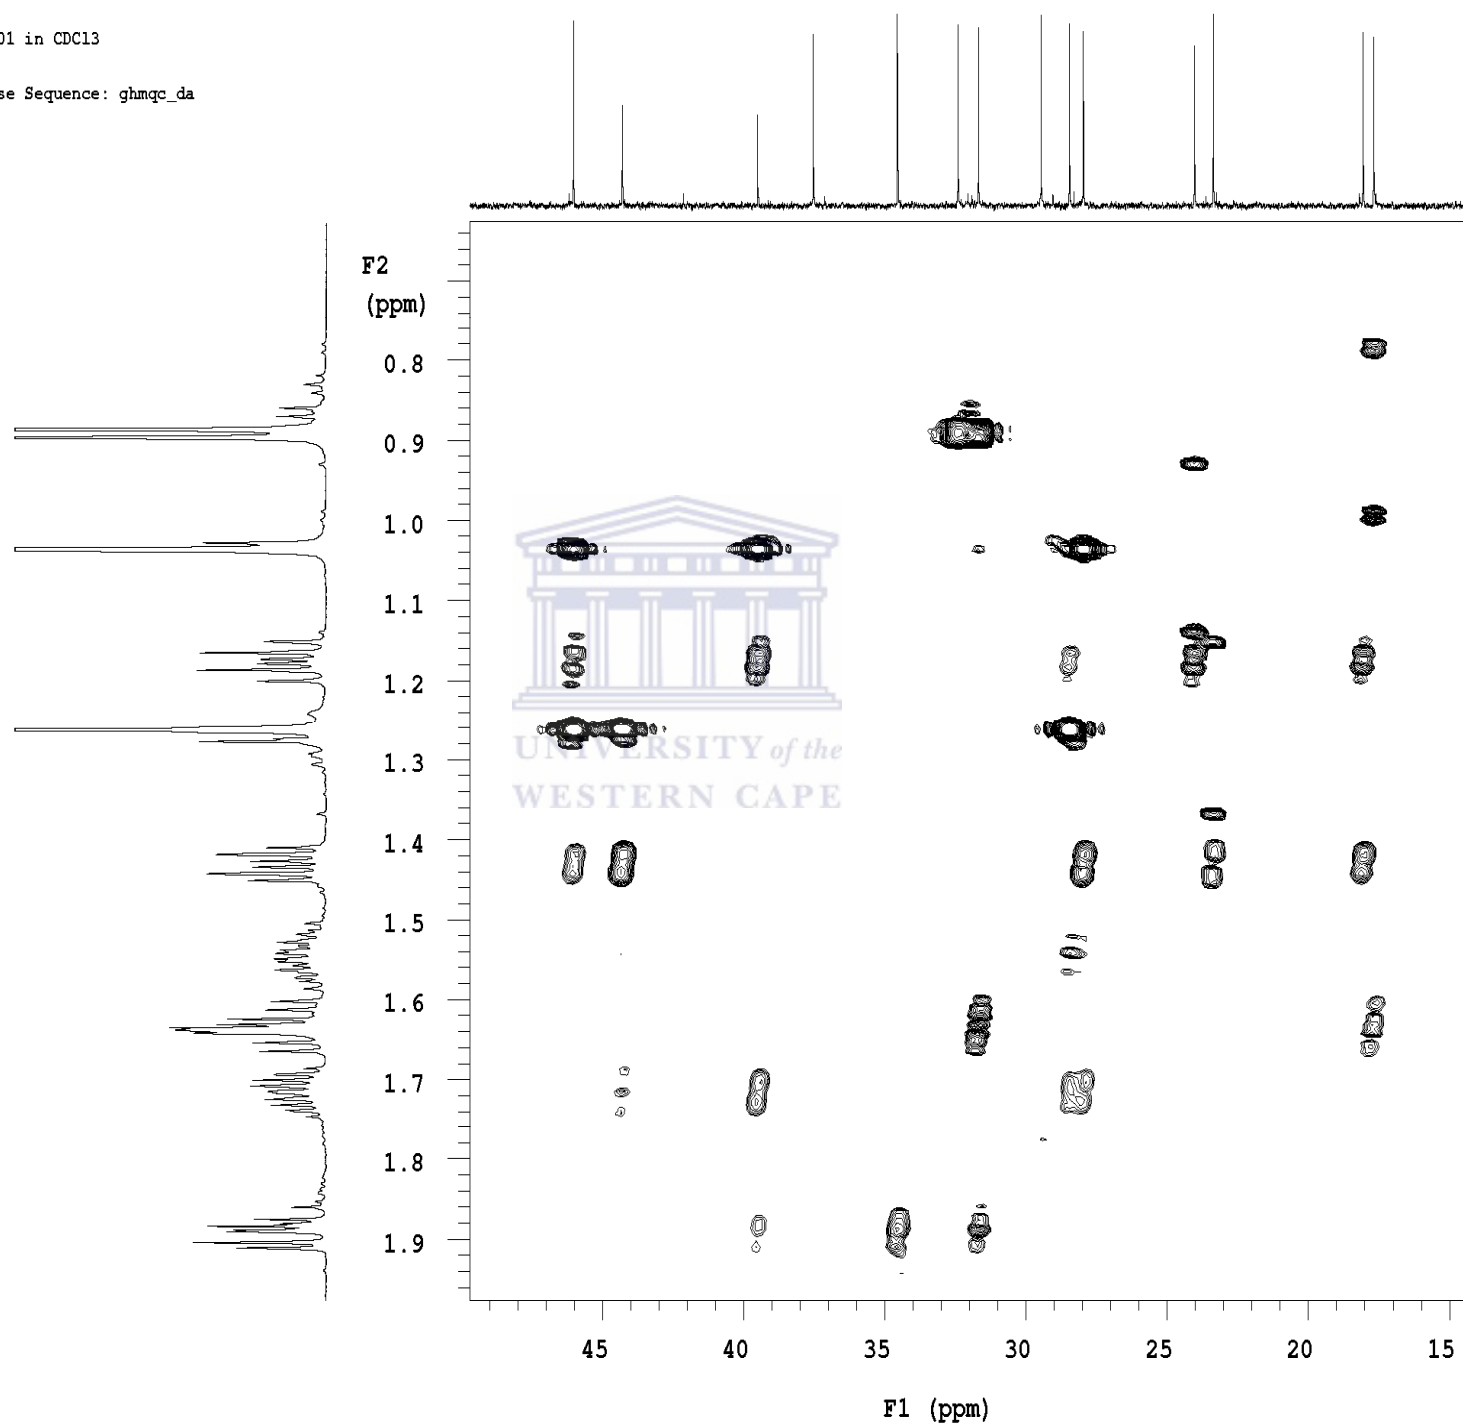 01 in CDCl3
se Sequence: ghmqc_da
F2
(ppm)
0.8
0.9
1.0
1.1
1.2
1.3
1.4
1.5
1.6
1.7
1.8
1.9
UNIVERSITY of the
WESTERN CAPE
45 40 35 30 25 20 15
F1 (ppm)